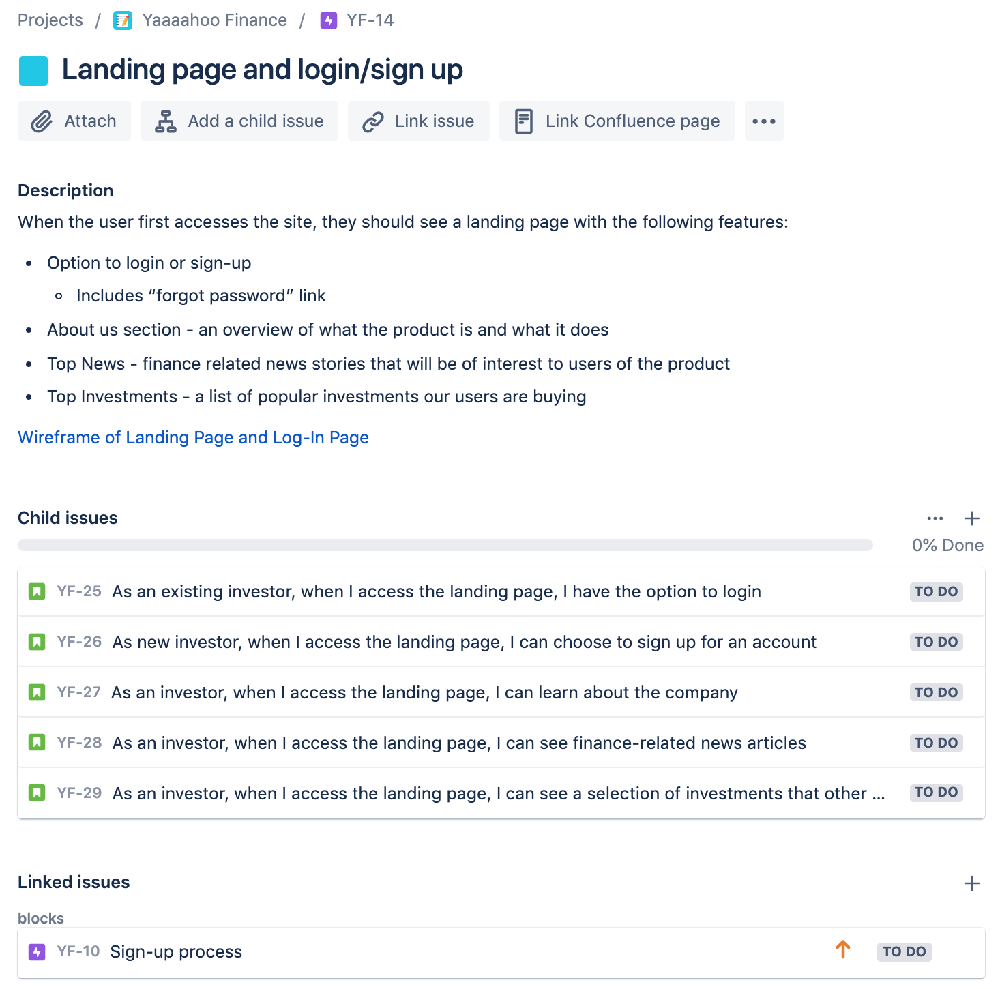 Projects / Yaaaahoo Finance / YF-14
Landing page and login/sign up
Attach Add a child issue Link issue Link Confluence page
Description
When the user first accesses the site, they should see a landing page with the following features:
• Option to login or sign-up
Includes “forgot password” link
• About us section - an overview of what the product is and what it does
• Top News - finance related news stories that will be of interest to users of the product
• Top Investments - a list of popular investments our users are buying
Wireframe of Landing Page and Log-In Page
Child issues
0% Done
YF-25 As an existing investor, when I access the landing page, I have the option to login TO DO
YF-26 As new investor, when I access the landing page, I can choose to sign up for an account TO DO
YF-27 As an investor, when I access the landing page, I can learn about the company TO DO
YF-28 As an investor, when I access the landing page, I can see finance-related news articles TO DO
YF-29 As an investor, when I access the landing page, I can see a selection of investments that other ... TO DO
Linked issues
blocks
YF-10 Sign-up process TO DO